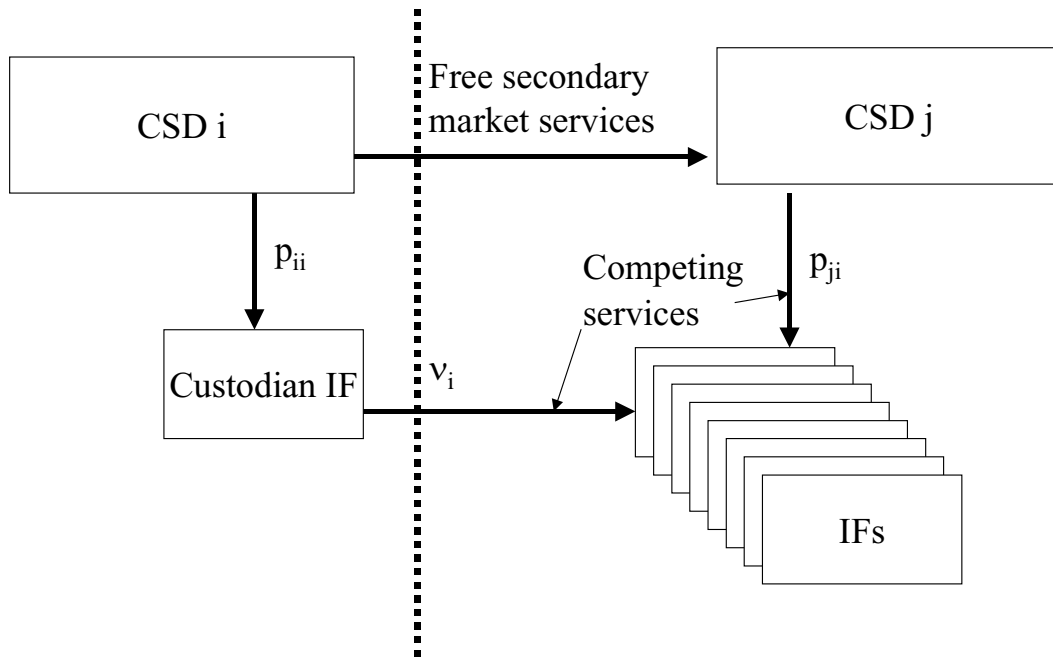 CSD i
Free secondary
market services
CSD j
p_ii
Competing
services
p_ji
Custodian IF
ν_i
IFs